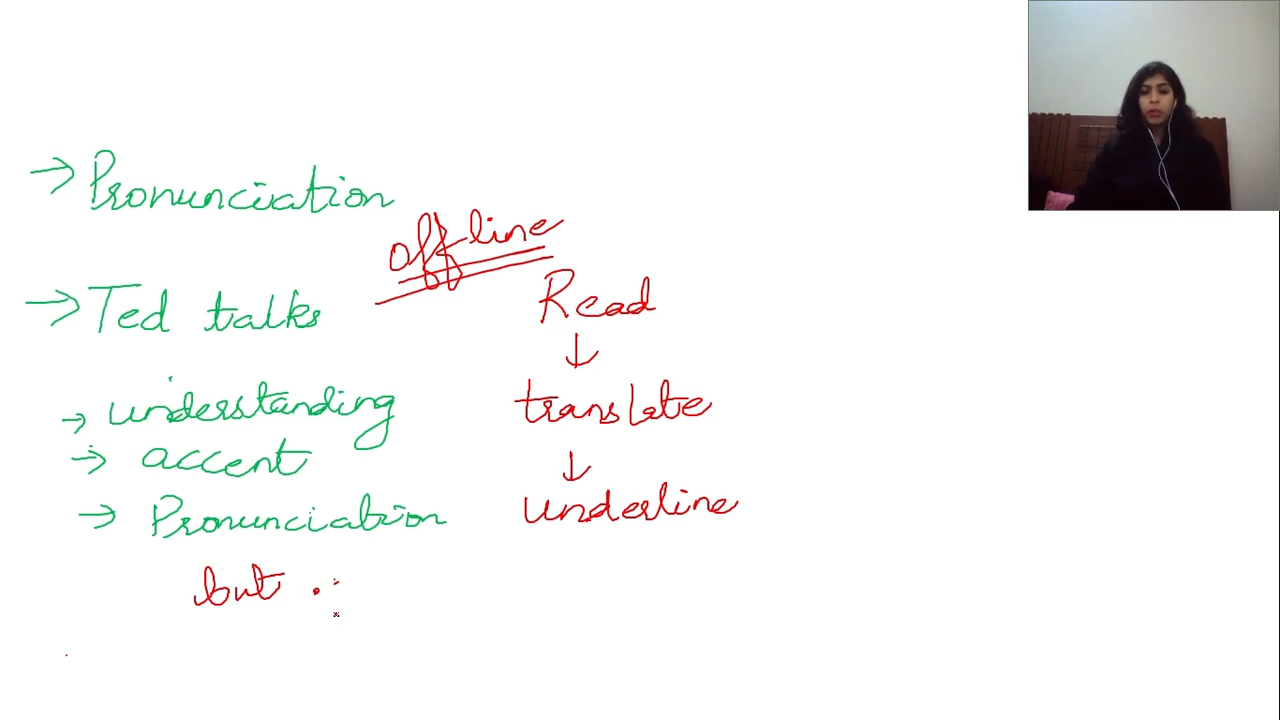 → Pronunciation
offline
→ Ted talks
→ understanding
→ accent
→ Pronunciation
but
Read
↓
translate
↓
underline